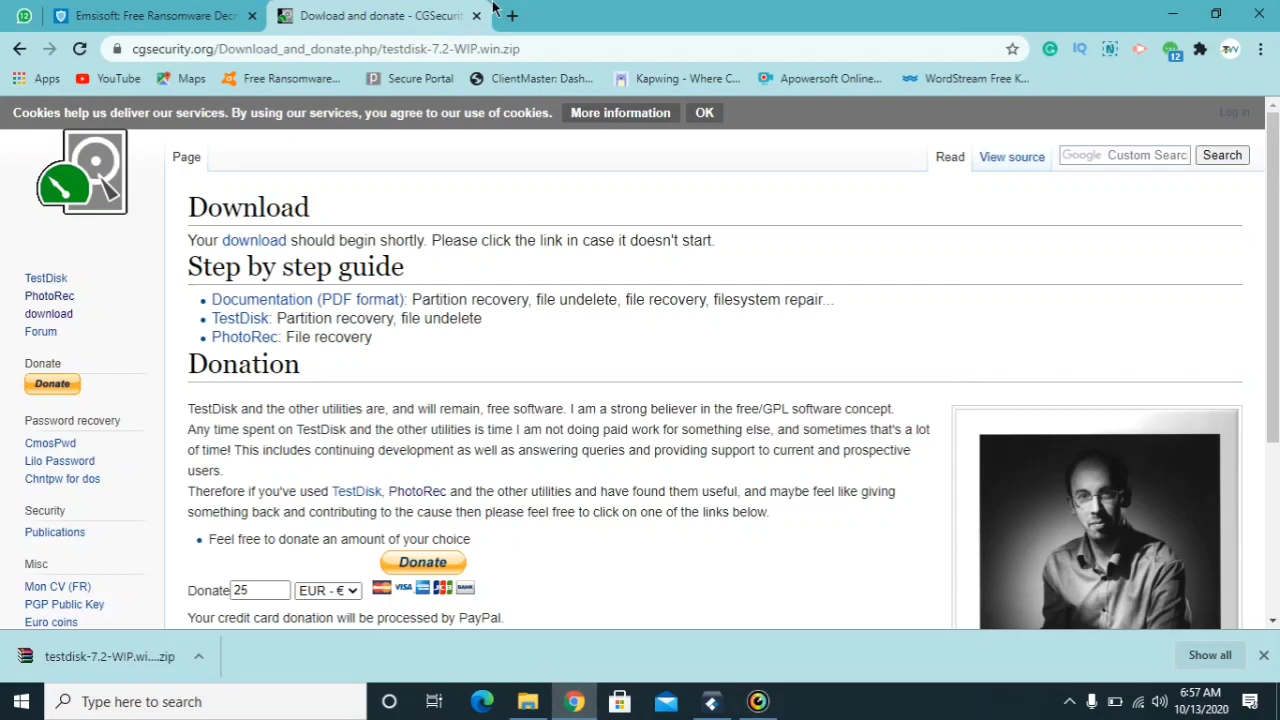 12
Emsisoft: Free Ransomware Decr
Dowload and donate - CGSecurit
cgsecurity.org/Download_and_donate.php/testdisk-7.2-WIP.win.zip
12
Apps
YouTube
Maps
Free Ransomware...
Secure Portal
ClientMaster: Dash...
Kapwing - Where C...
Apowersoft Online...
WordStream Free K...
Cookies help us deliver our services. By using our services, you agree to our use of cookies.
More information
OK
Log in
Page
Read
View source
Google Custom Searc
Search
TestDisk
PhotoRec
download
Forum
Donate
Donate
Password recovery
CmosPwd
Lilo Password
Chntpw for dos
Security
Publications
Misc
Mon CV (FR)
PGP Public Key
Euro coins
Download
Your download should begin shortly. Please click the link in case it doesn't start.
Step by step guide
Documentation (PDF format): Partition recovery, file undelete, file recovery, filesystem repair...
TestDisk: Partition recovery, file undelete
PhotoRec: File recovery
Donation
TestDisk and the other utilities are, and will remain, free software. I am a strong believer in the free/GPL software concept.
Any time spent on TestDisk and the other utilities is time I am not doing paid work for something else, and sometimes that's a lot
of time! This includes continuing development as well as answering queries and providing support to current and prospective
users.
Therefore if you've used TestDisk, PhotoRec and the other utilities and have found them useful, and maybe feel like giving
something back and contributing to the cause then please feel free to click on one of the links below.
Feel free to donate an amount of your choice
Donate
Donate 25 EUR - €
VISA
JCB
BANK
Your credit card donation will be processed by PayPal.
testdisk-7.2-WIP.wi....zip
Show all
Type here to search
6:57 AM
10/13/2020